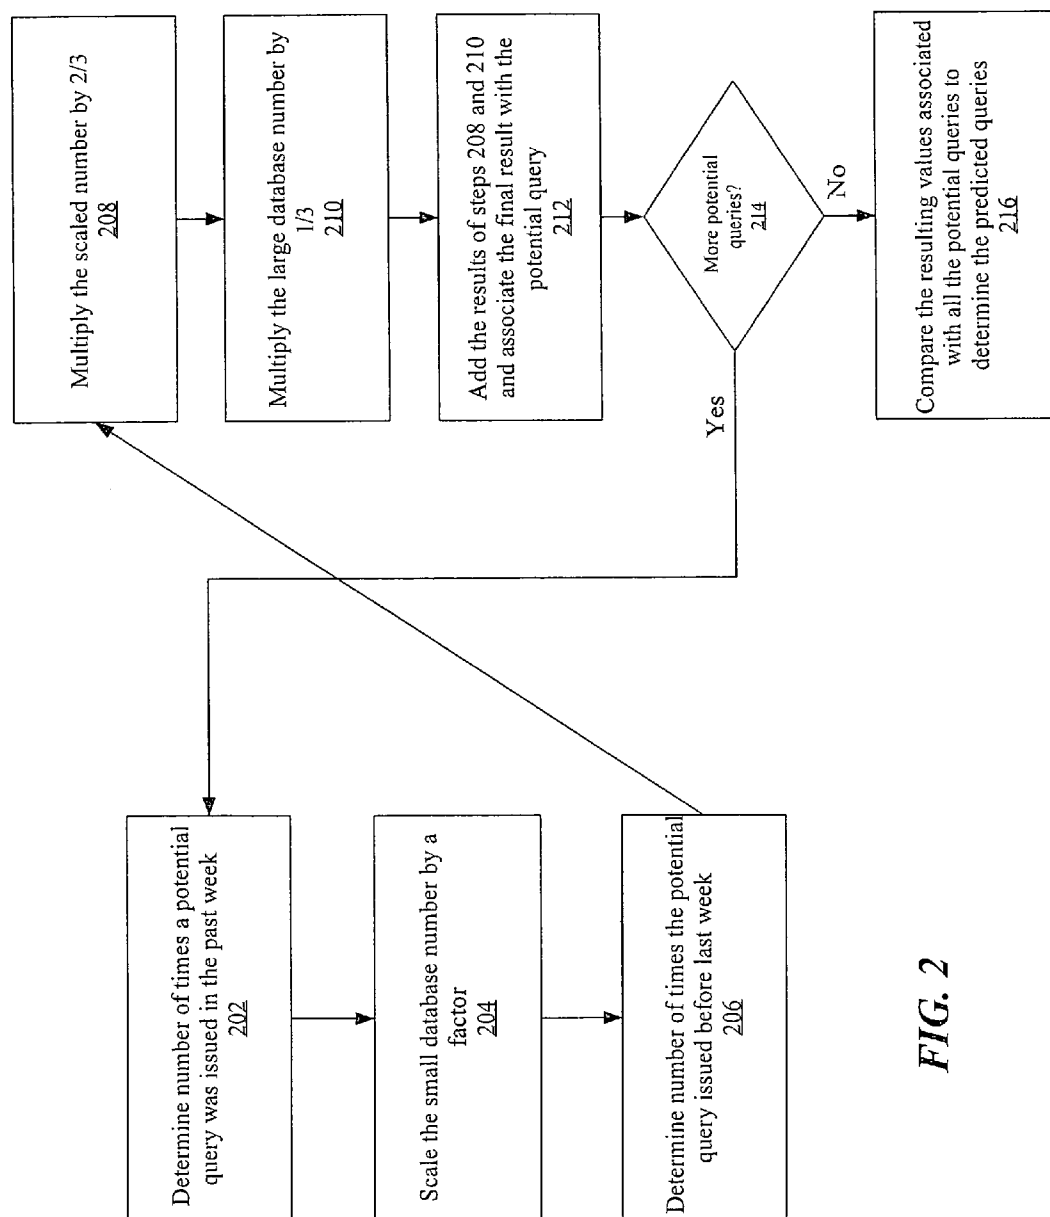 Determine number of times a potential
query was issued in the past week
202
Scale the small database number by a
factor
204
Determine number of times the potential
query issued before last week
206
Multiply the scaled number by 2/3
208
Multiply the large database number by
1/3
210
Add the results of steps 208 and 210
and associate the final result with the
potential query
212
More potential
queries?
214
Yes
No
Compare the resulting values associated
with all the potential queries to
determine the predicted queries
216
FIG. 2